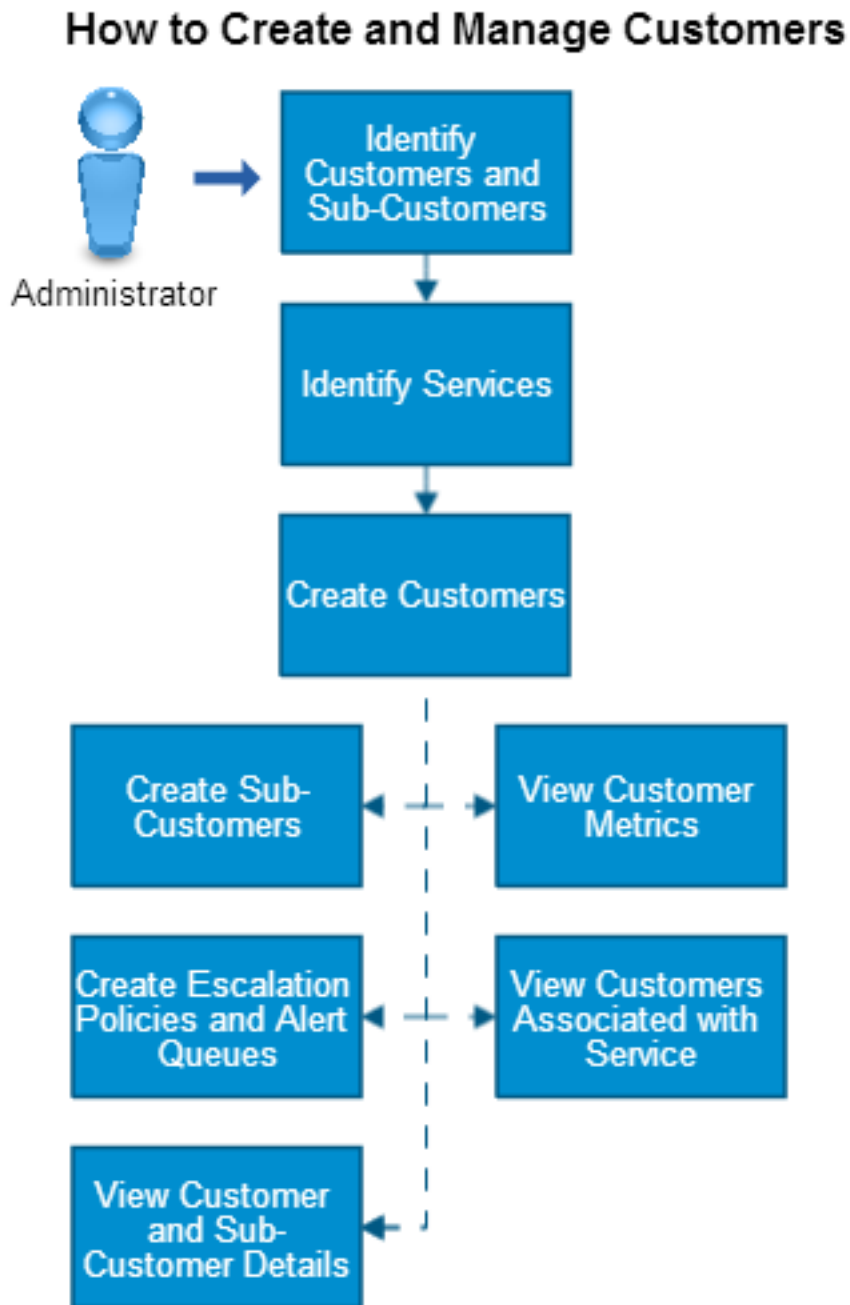 How to Create and Manage Customers
Administrator
Identify
Customers and
Sub-Customers
Identify Services
Create Customers
Create Sub-
Customers
View Customer
Metrics
Create Escalation
Policies and Alert
Queues
View Customers
Associated with
Service
View Customer
and Sub-
Customer Details